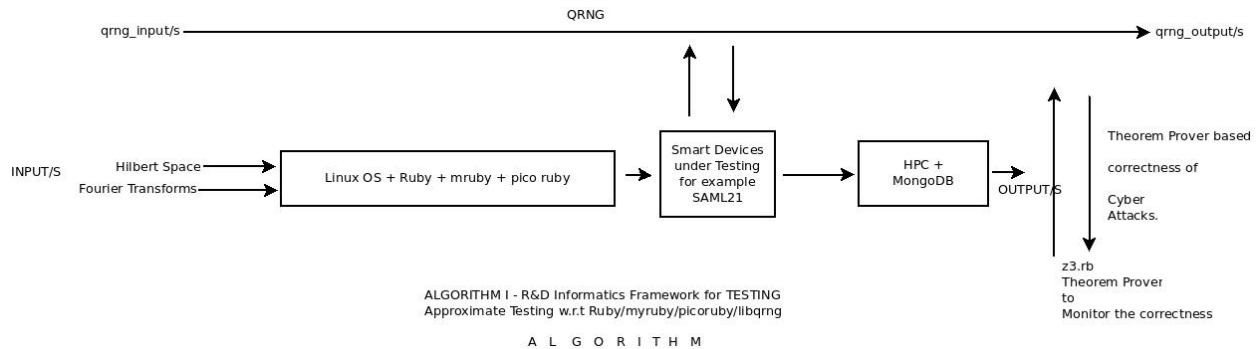 QRNG
qrng_input/s
qrng_output/s
INPUT/S
Hilbert Space
Fourier Transforms
Linux OS + Ruby + mruby + pico ruby
Smart Devices
under Testing
for example
SAML21
HPC +
MongoDB
OUTPUT/S
Theorem Prover based
correctness of
Cyber
Attacks.
z3.rb
Theorem Prover
to
Monitor the correctness
ALGORITHM I - R&D Informatics Framework for TESTING
Approximate Testing w.r.t Ruby/myruby/picoruby/libqrng
A L G O R I T H M